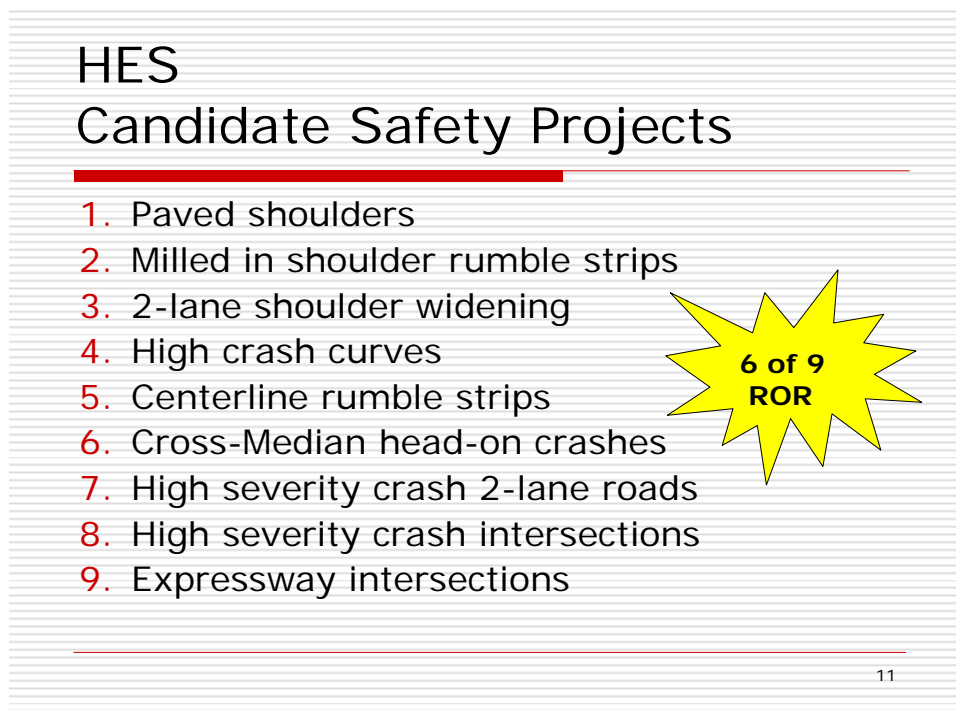 HES
Candidate Safety Projects
1. Paved shoulders
2. Milled in shoulder rumble strips
3. 2-lane shoulder widening
4. High crash curves
5. Centerline rumble strips
6. Cross-Median head-on crashes
7. High severity crash 2-lane roads
8. High severity crash intersections
9. Expressway intersections
6 of 9
ROR
11